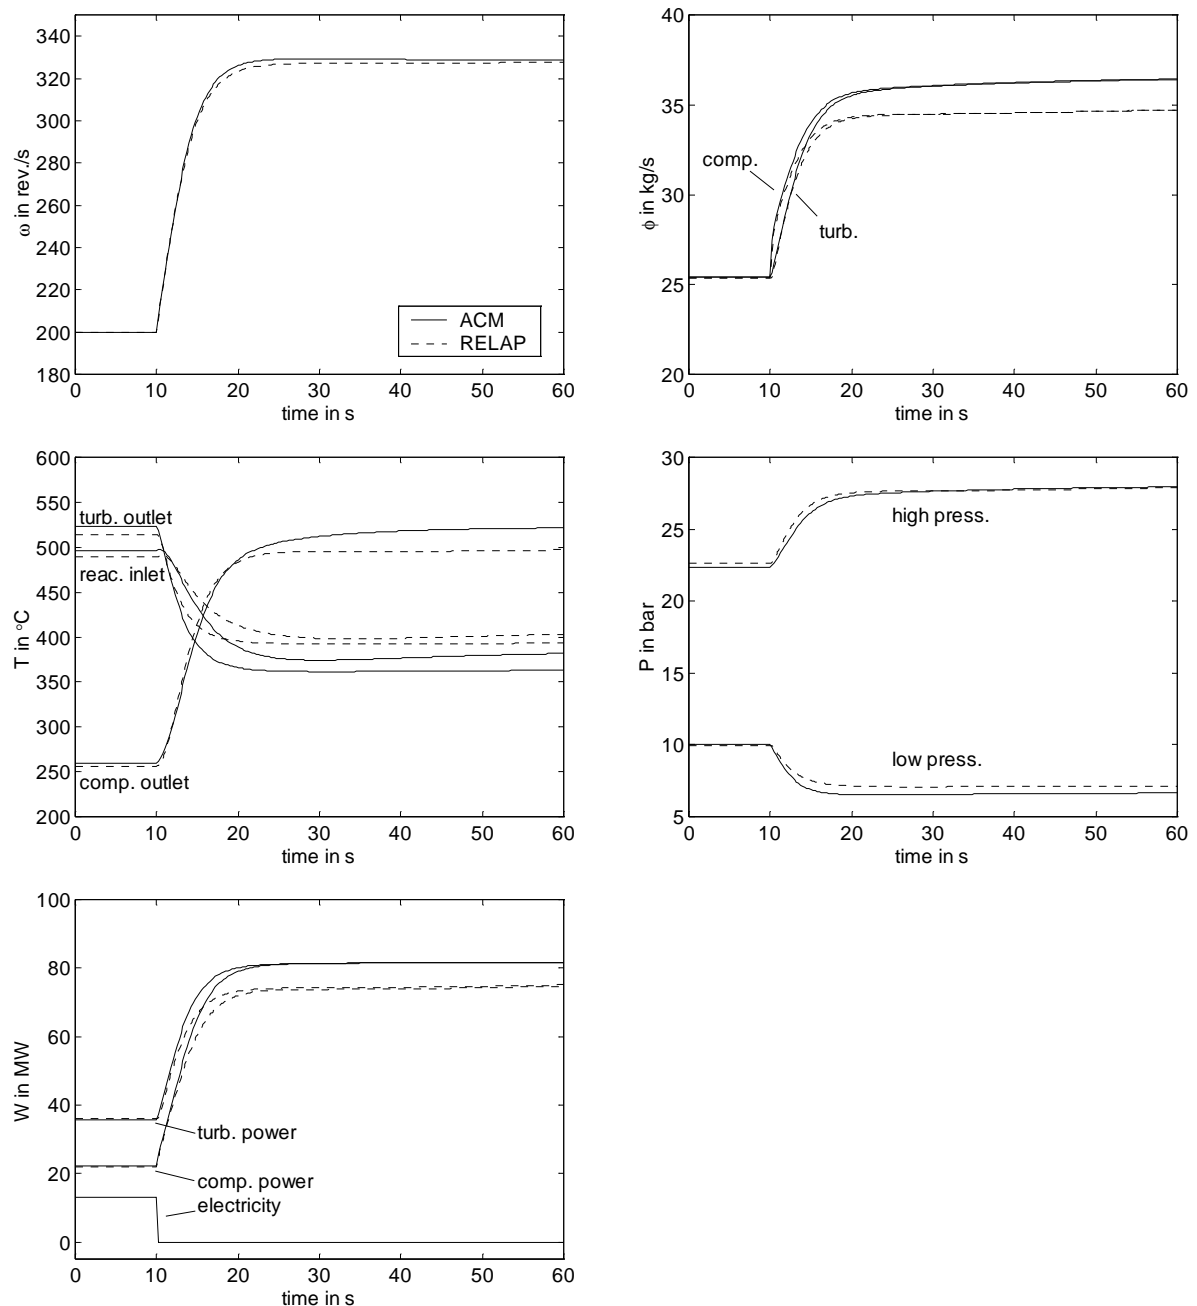 340
320
300
280
260
240
220
200
180
ω in rev./s
ACM
RELAP
0 10 20 30 40 50 60
time in s
40
35
30
25
20
φ in kg/s
comp.
turb.
0 10 20 30 40 50 60
time in s
600
550
500
450
400
350
300
250
200
T in °C
turb. outlet
reac. inlet
comp. outlet
0 10 20 30 40 50 60
time in s
30
25
20
15
10
5
P in bar
high press.
low press.
0 10 20 30 40 50 60
time in s
100
80
60
40
20
0
W in MW
turb. power
comp. power
electricity
0 10 20 30 40 50 60
time in s